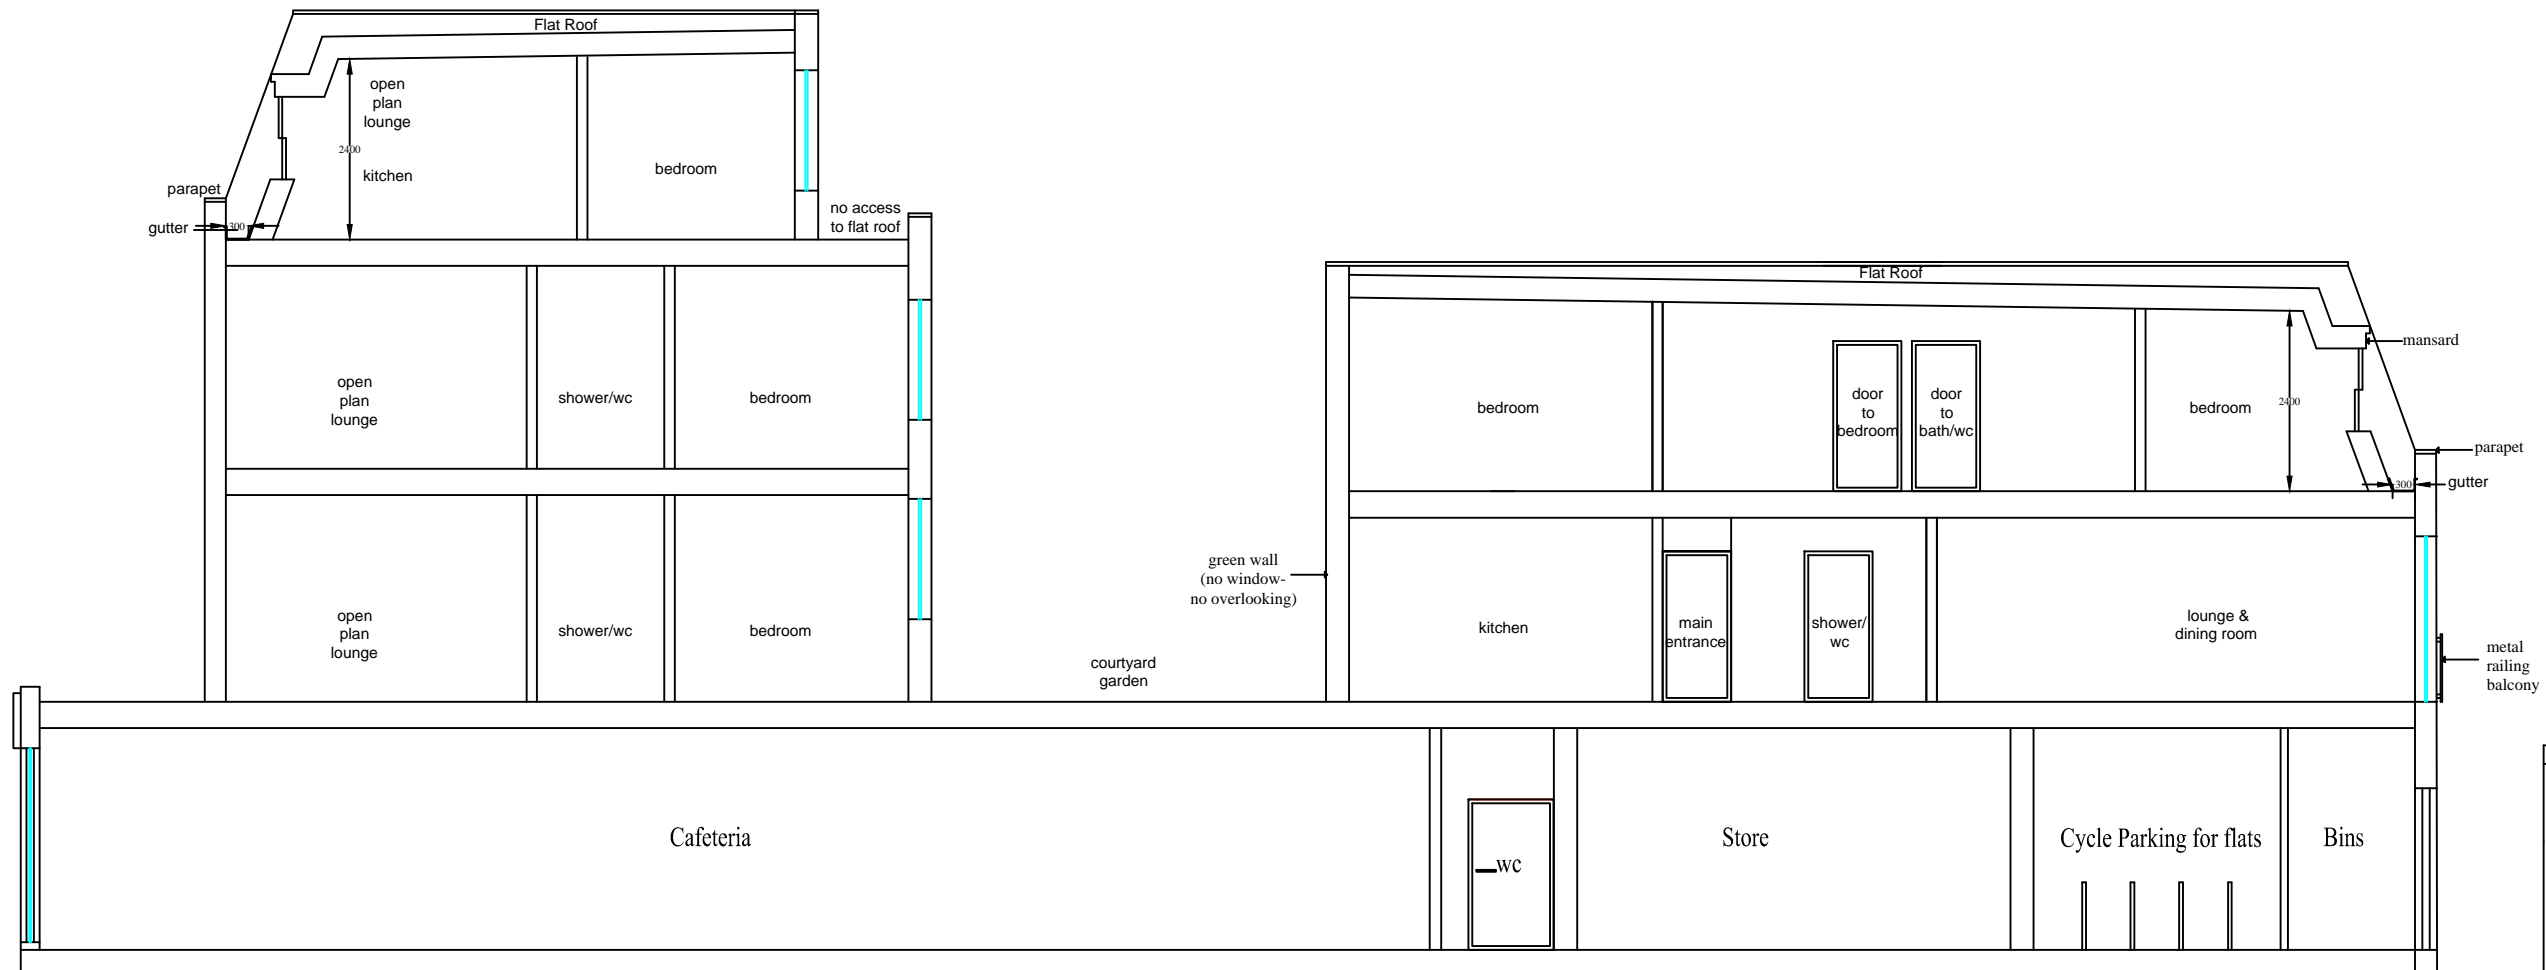 Flat Roof
open
plan
lounge
2400
kitchen
bedroom
parapet
gutter
300
no access
to flat roof
open
plan
lounge
shower/wc
bedroom
open
plan
lounge
shower/wc
bedroom
courtyard
garden
Flat Roof
mansard
bedroom
door
to
bedroom
door
to
bath/wc
bedroom
2400
parapet
300
gutter
green wall
(no window-
no overlooking)
kitchen
main
entrance
shower/
wc
lounge &
dining room
metal
railing
balcony
Cafeteria
wc
Store
Cycle Parking for flats
Bins